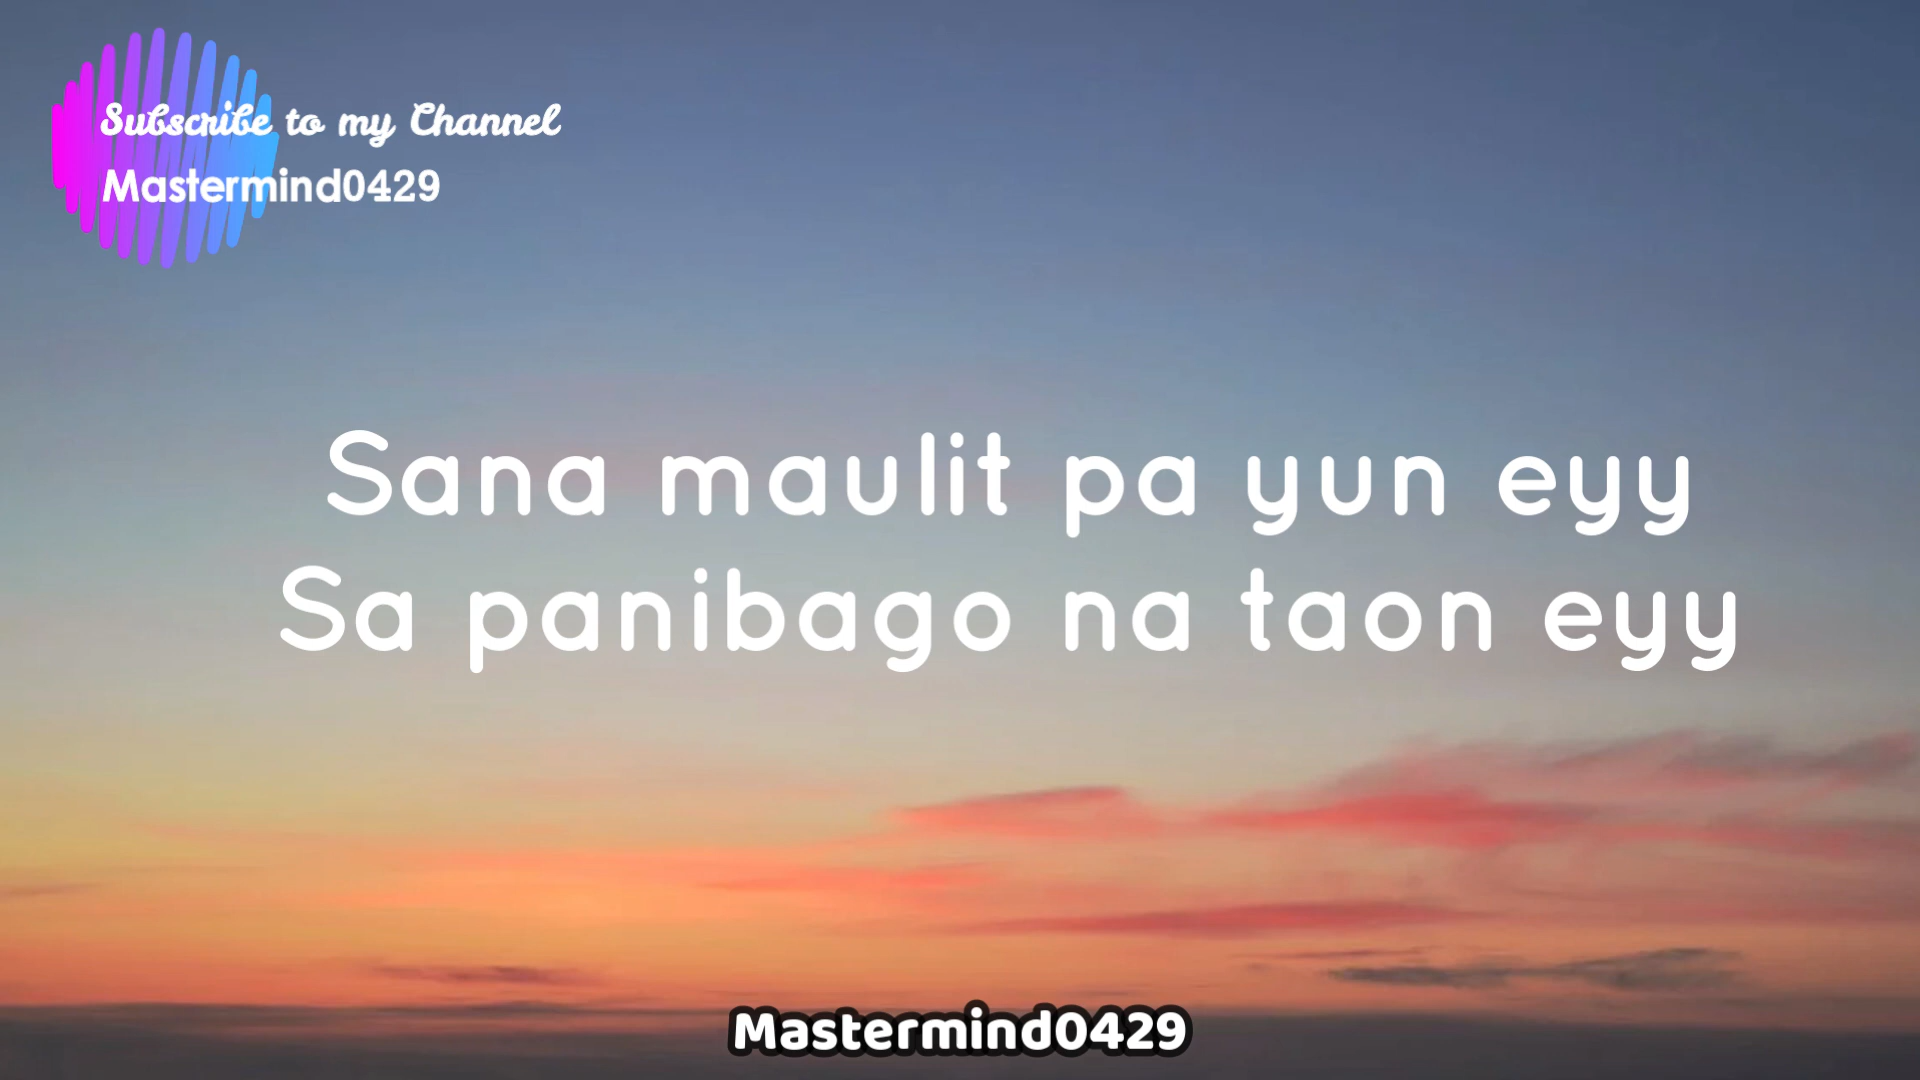 Subscribe to my Channel
Mastermind0429
Sana maulit pa yun eyy
Sa panibago na taon eyy
Mastermind0429